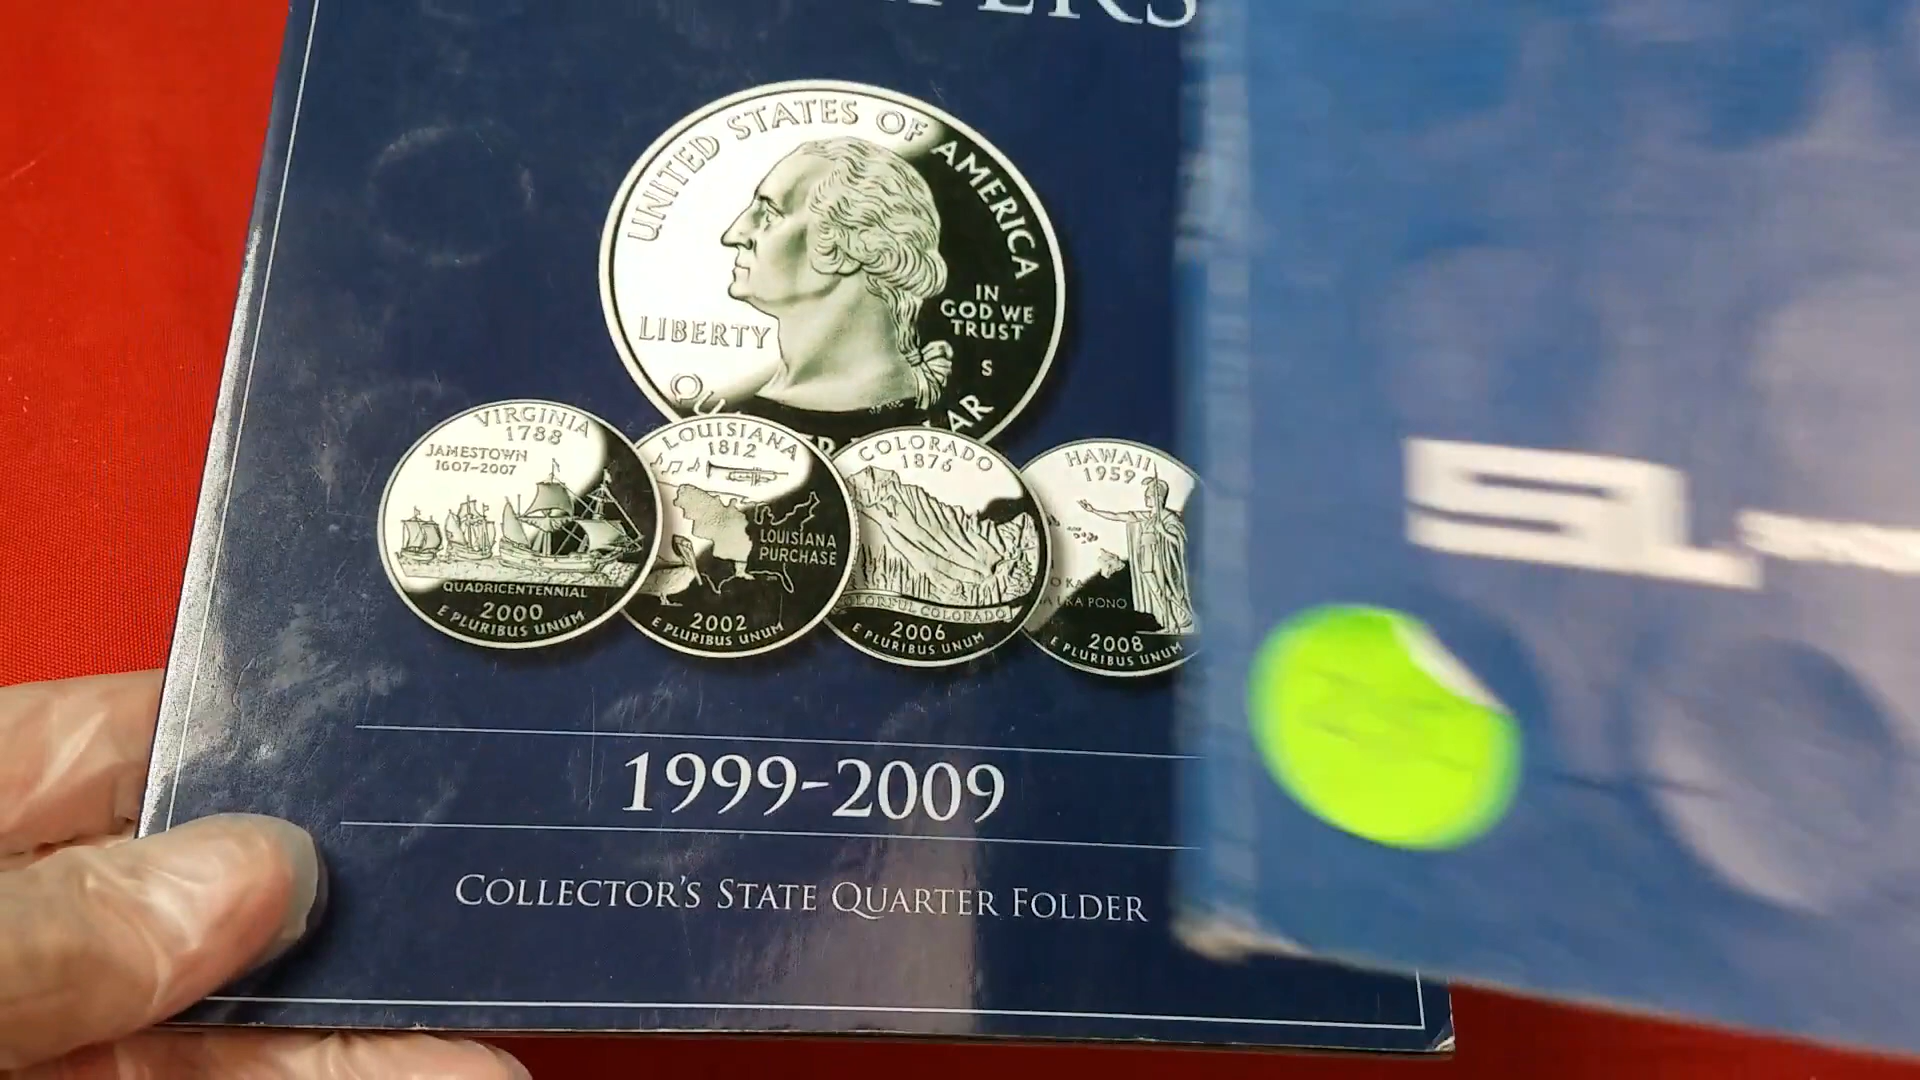 UNITED STATES OF AMERICA
LIBERTY
IN
GOD WE
TRUST
S
VIRGINIA
1788
JAMESTOWN
1607-2007
QUADRICENTENNIAL
2000
E PLURIBUS UNUM
LOUISIANA
1812
LOUISIANA
PURCHASE
2002
E PLURIBUS UNUM
COLORADO
1876
COLORFUL COLORADO
2006
E PLURIBUS UNUM
HAWAII
1959
KA PONO
2008
E PLURIBUS UNUM
1999-2009
COLLECTOR'S STATE QUARTER FOLDER